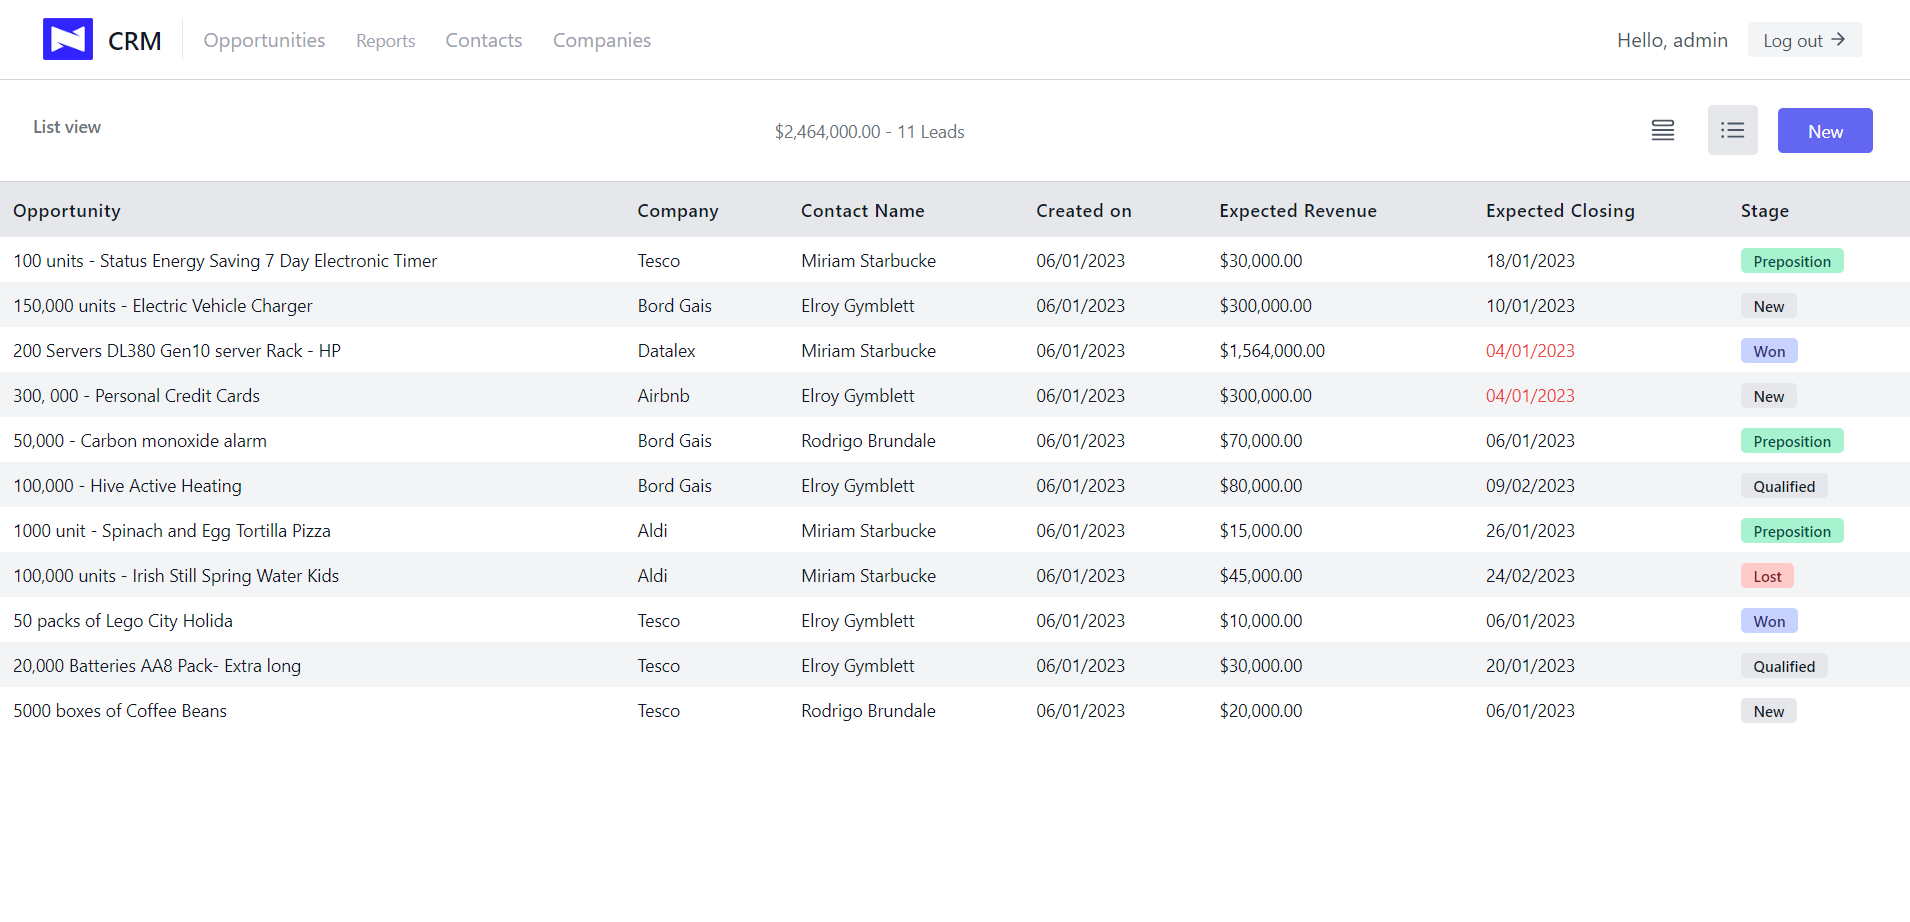 CRM Opportunities Reports Contacts Companies Hello, admin Log out →
List view $2,464,000.00 - 11 Leads New
Opportunity Company Contact Name Created on Expected Revenue Expected Closing Stage
100 units - Status Energy Saving 7 Day Electronic Timer Tesco Miriam Starbucke 06/01/2023 $30,000.00 18/01/2023 Preposition
150,000 units - Electric Vehicle Charger Bord Gais Elroy Gymblett 06/01/2023 $300,000.00 10/01/2023 New
200 Servers DL380 Gen10 server Rack - HP Datalex Miriam Starbucke 06/01/2023 $1,564,000.00 04/01/2023 Won
300, 000 - Personal Credit Cards Airbnb Elroy Gymblett 06/01/2023 $300,000.00 04/01/2023 New
50,000 - Carbon monoxide alarm Bord Gais Rodrigo Brundale 06/01/2023 $70,000.00 06/01/2023 Preposition
100,000 - Hive Active Heating Bord Gais Elroy Gymblett 06/01/2023 $80,000.00 09/02/2023 Qualified
1000 unit - Spinach and Egg Tortilla Pizza Aldi Miriam Starbucke 06/01/2023 $15,000.00 26/01/2023 Preposition
100,000 units - Irish Still Spring Water Kids Aldi Miriam Starbucke 06/01/2023 $45,000.00 24/02/2023 Lost
50 packs of Lego City Holida Tesco Elroy Gymblett 06/01/2023 $10,000.00 06/01/2023 Won
20,000 Batteries AA8 Pack- Extra long Tesco Elroy Gymblett 06/01/2023 $30,000.00 20/01/2023 Qualified
5000 boxes of Coffee Beans Tesco Rodrigo Brundale 06/01/2023 $20,000.00 06/01/2023 New